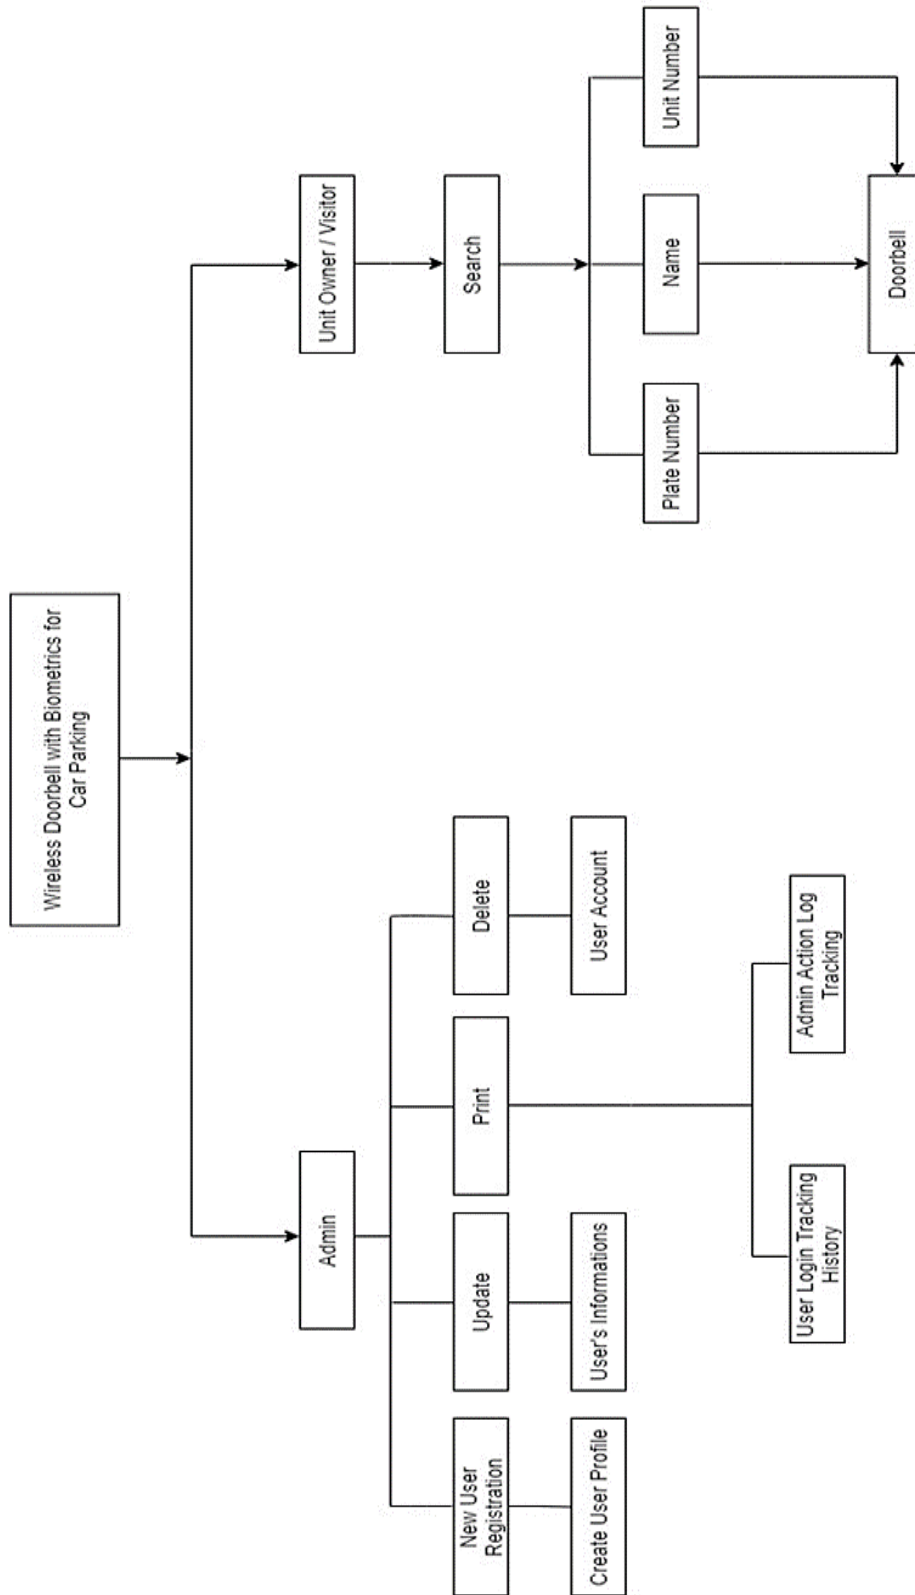 Wireless Doorbell with Biometrics for
Car Parking
Admin
Unit Owner / Visitor
New User
Registration
Update
Print
Delete
Search
Create User Profile
User's Informations
User Account
Plate Number
Name
Unit Number
User Login Tracking
History
Admin Action Log
Tracking
Doorbell